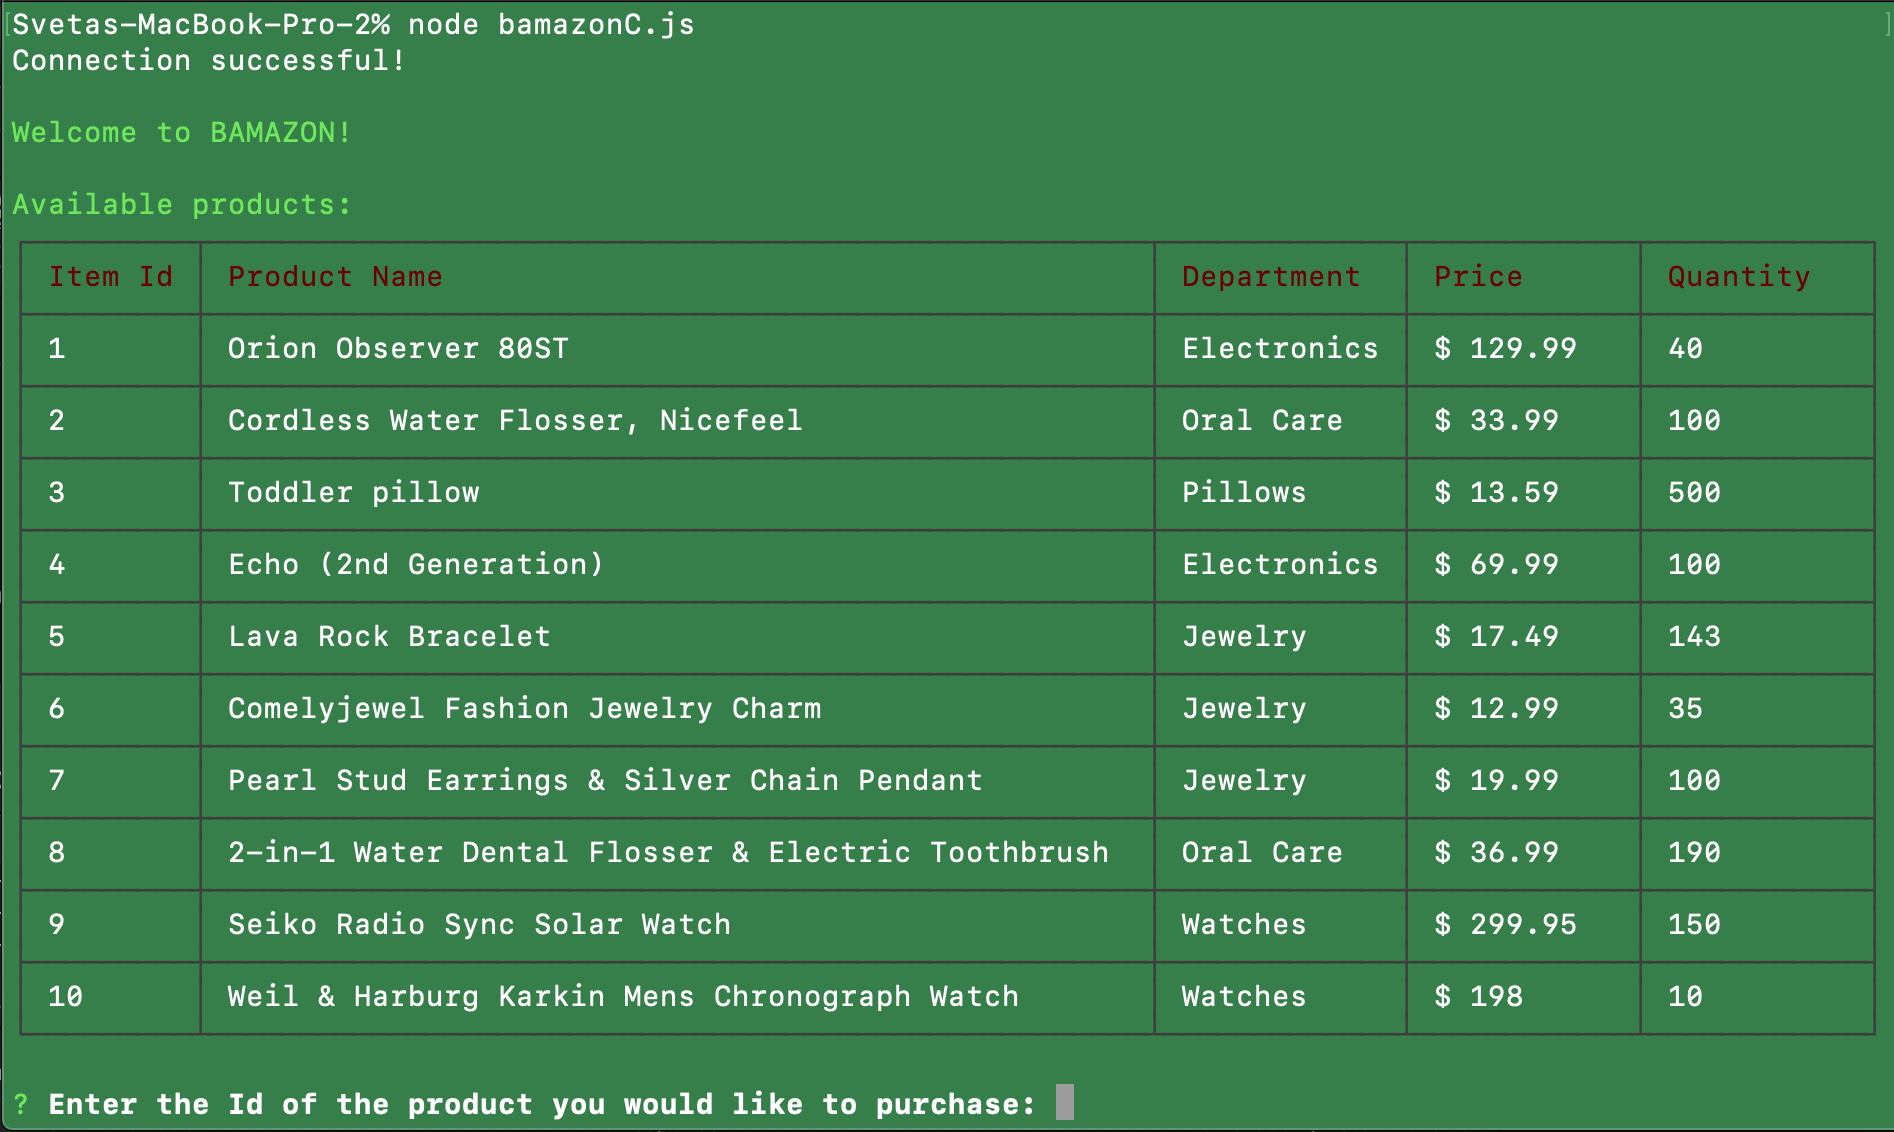 Svetas-MacBook-Pro-2% node bamazonC.js
Connection successful!
Welcome to BAMAZON!
Available products:
Item Id Product Name Department Price Quantity
1 Orion Observer 80ST Electronics $ 129.99 40
2 Cordless Water Flosser, Nicefeel Oral Care $ 33.99 100
3 Toddler pillow Pillows $ 13.59 500
4 Echo (2nd Generation) Electronics $ 69.99 100
5 Lava Rock Bracelet Jewelry $ 17.49 143
6 Comelyjewel Fashion Jewelry Charm Jewelry $ 12.99 35
7 Pearl Stud Earrings & Silver Chain Pendant Jewelry $ 19.99 100
8 2-in-1 Water Dental Flosser & Electric Toothbrush Oral Care $ 36.99 190
9 Seiko Radio Sync Solar Watch Watches $ 299.95 150
10 Weil & Harburg Karkin Mens Chronograph Watch Watches $ 198 10
? Enter the Id of the product you would like to purchase: